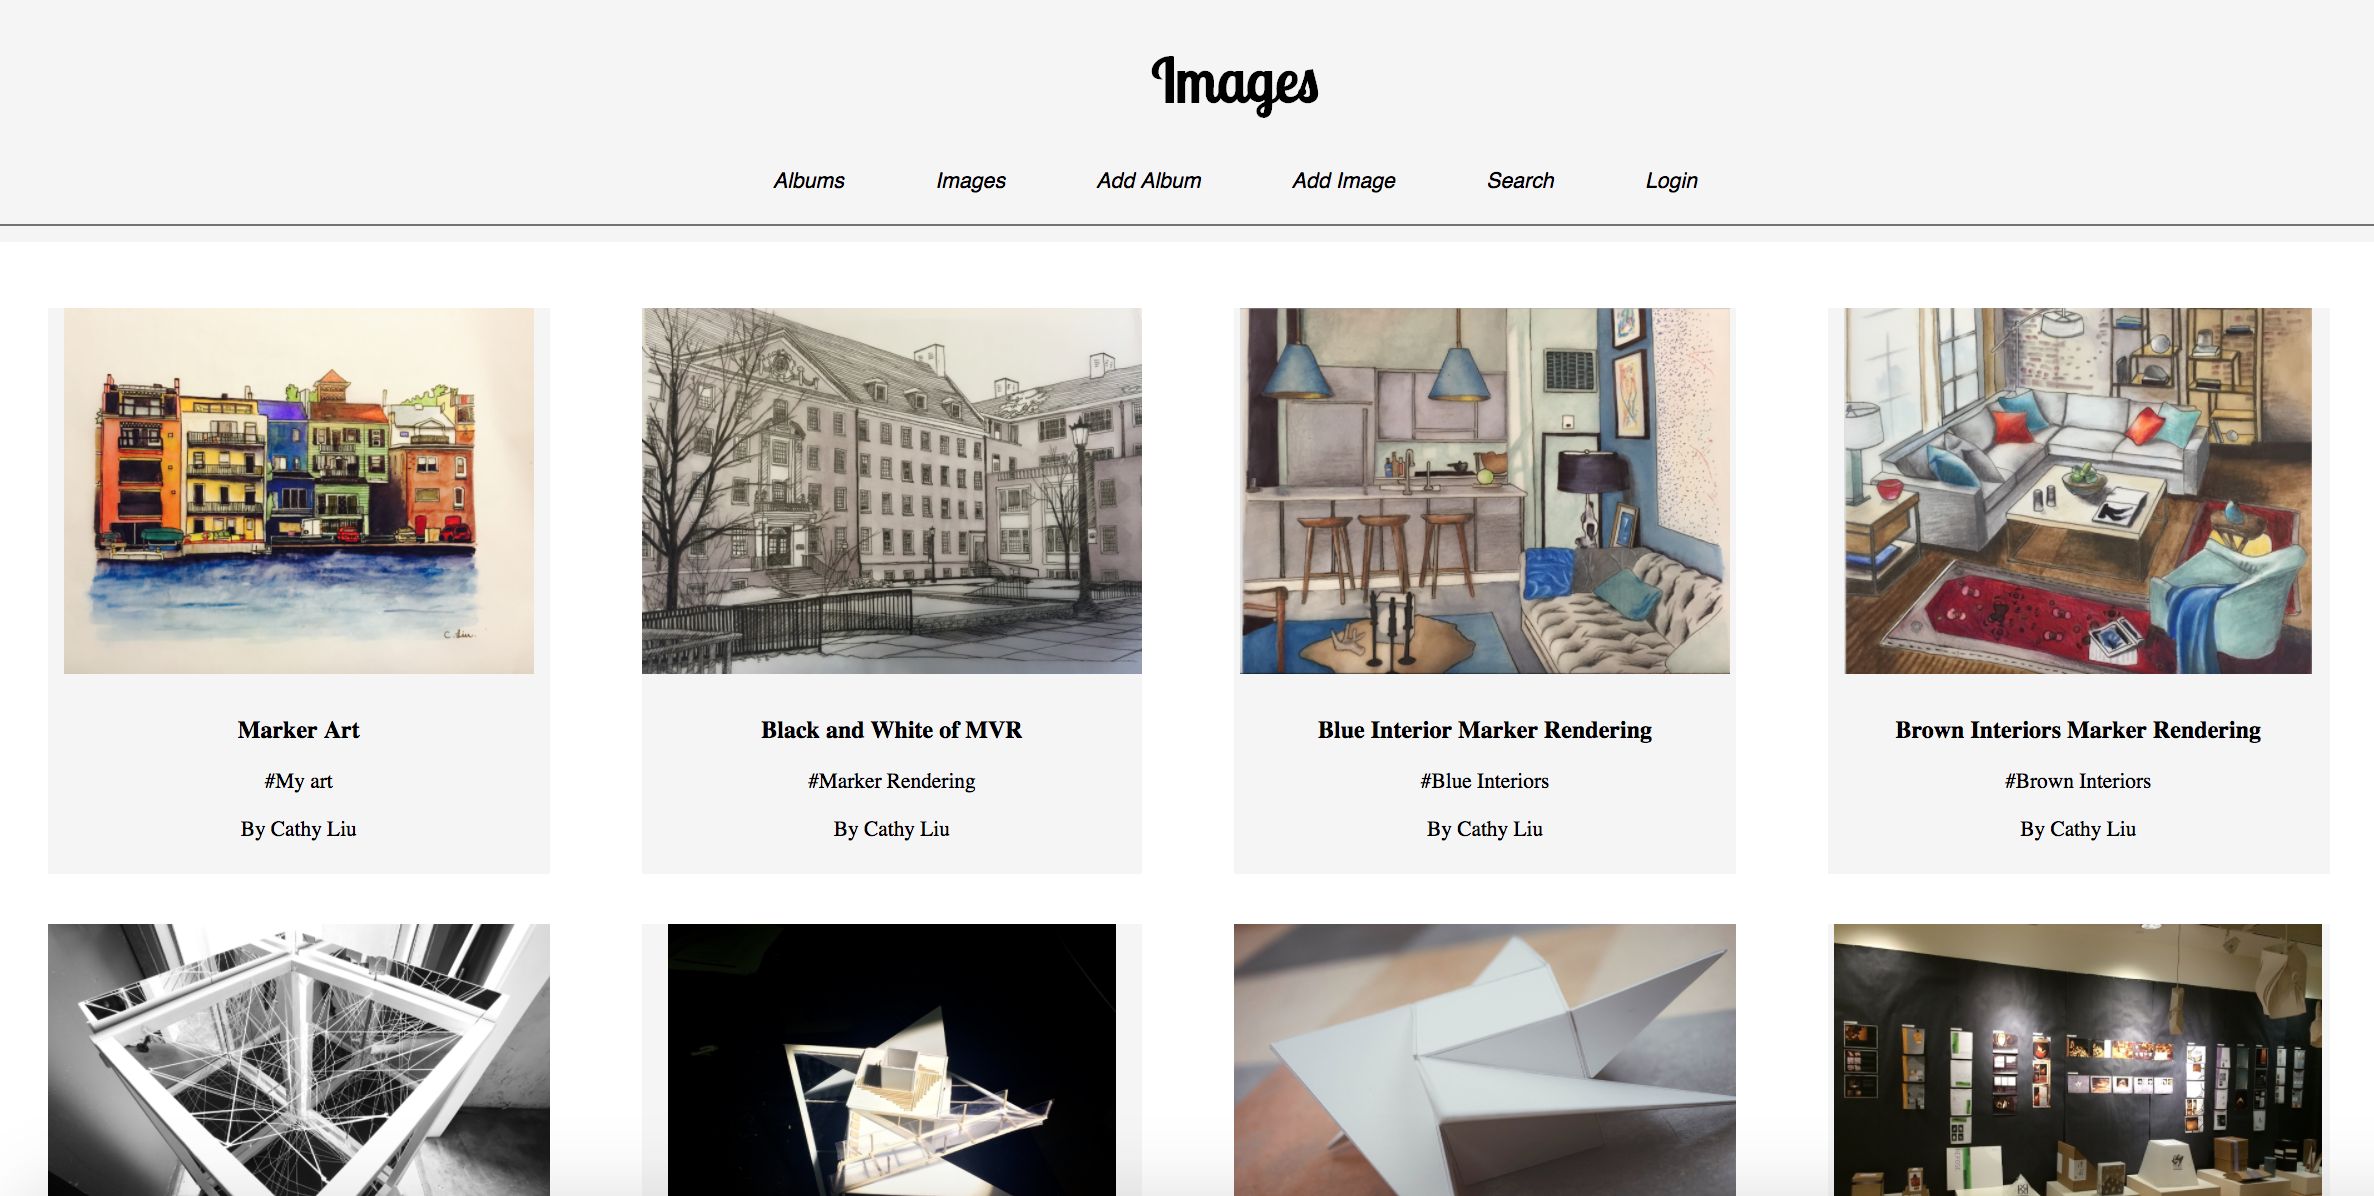 Images
Albums Images Add Album Add Image Search Login
C. Liu
Marker Art
#My art
By Cathy Liu
Black and White of MVR
#Marker Rendering
By Cathy Liu
Blue Interior Marker Rendering
#Blue Interiors
By Cathy Liu
Brown Interiors Marker Rendering
#Brown Interiors
By Cathy Liu